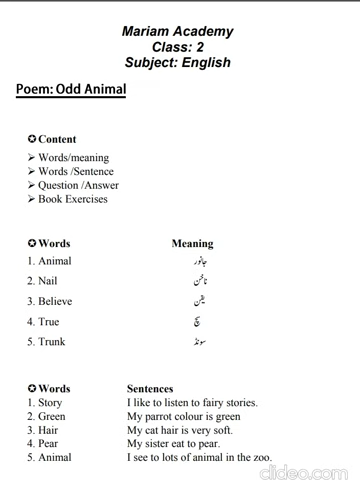 Mariam Academy
Class: 2
Subject: English
Poem: Odd Animal
✪ Content
➢ Words/meaning
➢ Words /Sentence
➢ Question /Answer
➢ Book Exercises
✪ Words Meaning
1. Animal جانور
2. Nail ناخن
3. Believe یقین
4. True سچ
5. Trunk سونڈ
✪ Words Sentences
1. Story I like to listen to fairy stories.
2. Green My parrot colour is green
3. Hair My cat hair is very soft.
4. Pear My sister eat to pear.
5. Animal I see to lots of animal in the zoo.
clideo.com